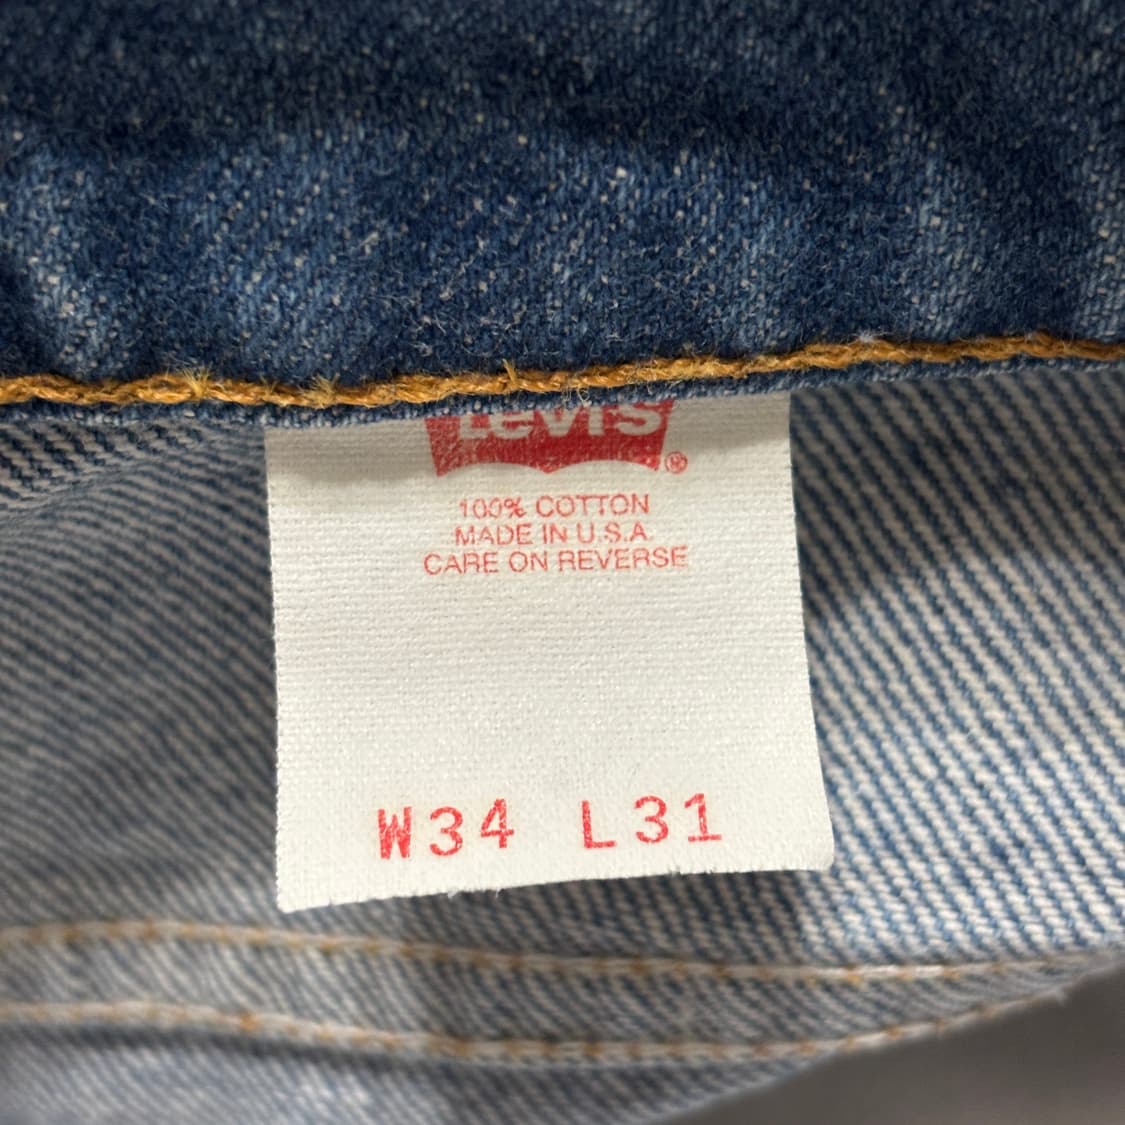 Levi's ®
100% COTTON
MADE IN U.S.A.
CARE ON REVERSE
W34 L31